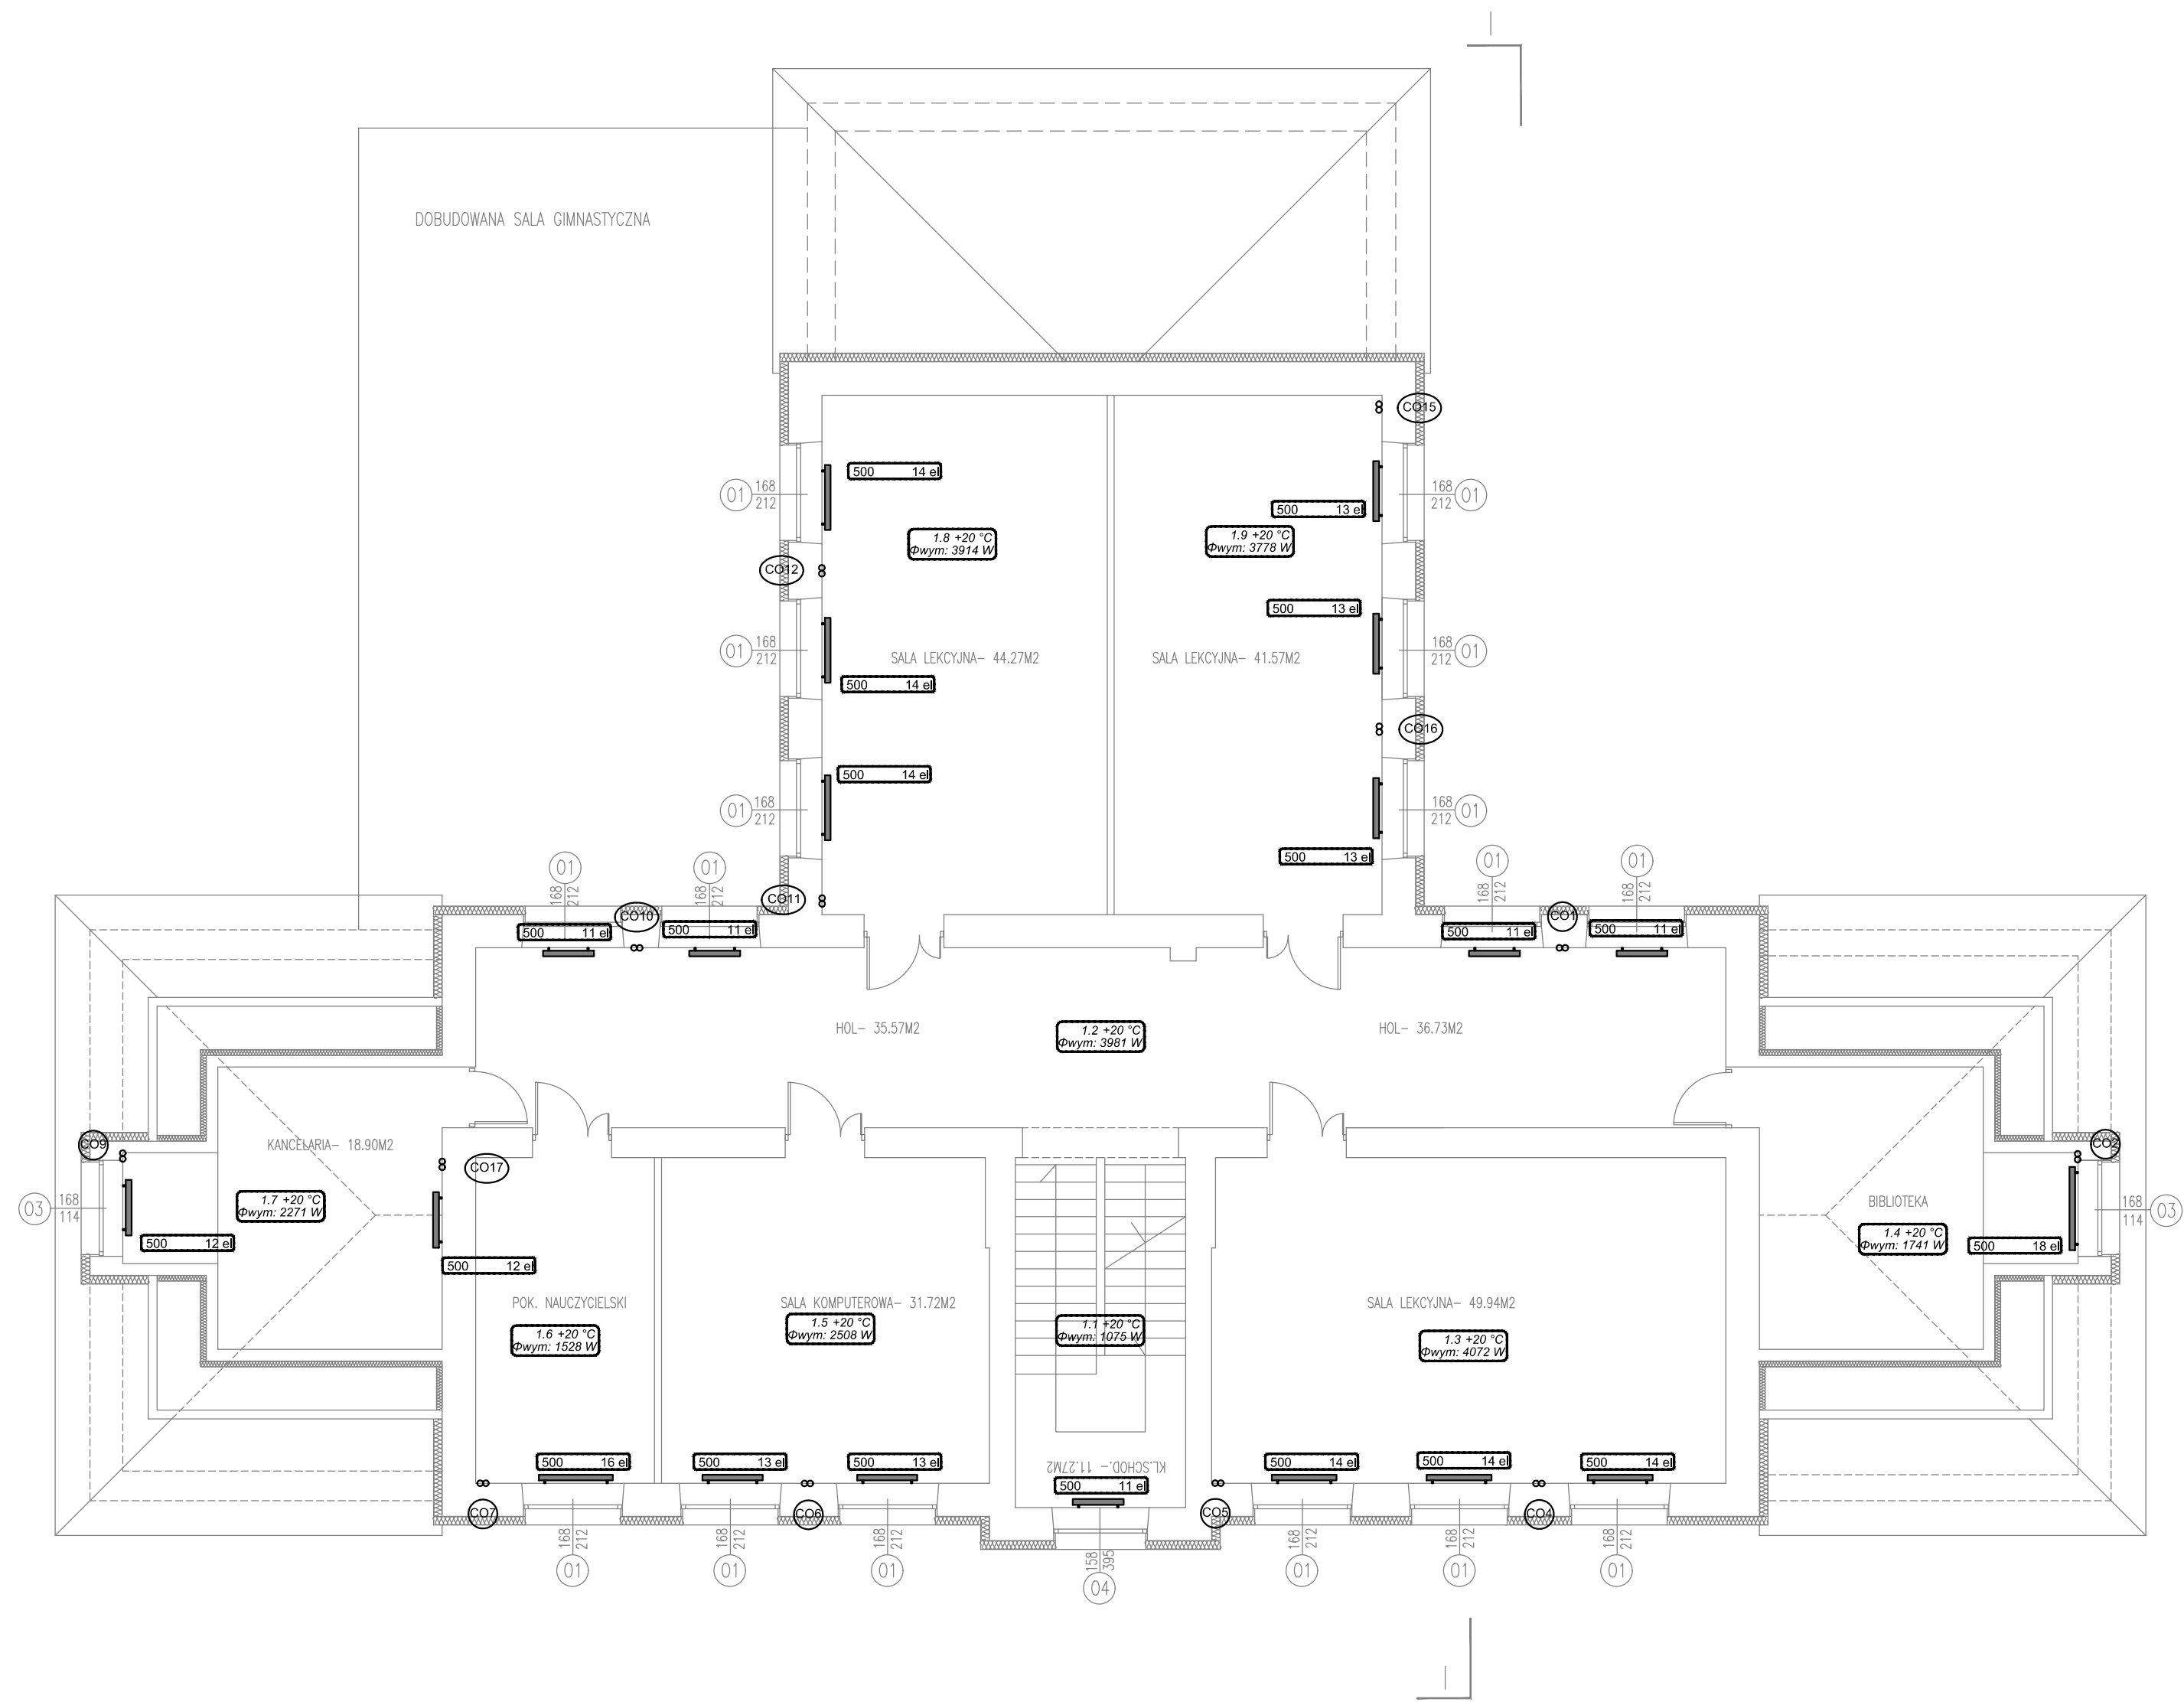 DOBUDOWANA SALA GIMNASTYCZNA
CO15
500 14 el
01 168 212
168 212 01
500 13 el
1.8 +20 °C
Φwym: 3914 W
1.9 +20 °C
Φwym: 3778 W
CO12
500 13 el
01 168 212
SALA LEKCYJNA- 44.27M2
SALA LEKCYJNA- 41.57M2
168 212 01
500 14 el
CO16
500 14 el
01 168 212
168 212 01
500 13 el
01
168 212
01
168 212
01
168 212
01
168 212
CO11
CO10
CO1
500 11 el
500 11 el
500 11 el
500 11 el
HOL- 35.57M2
1.2 +20 °C
Φwym: 3981 W
HOL- 36.73M2
CO9
KANCELARIA- 18.90M2
CO2
CO17
03 168 114
1.7 +20 °C
Φwym: 2271 W
BIBLIOTEKA
168 114 03
500 12 el
1.4 +20 °C
Φwym: 1741 W
500 18 el
500 12 el
POK. NAUCZYCIELSKI
SALA KOMPUTEROWA- 31.72M2
SALA LEKCYJNA- 49.94M2
1.6 +20 °C
Φwym: 1528 W
1.5 +20 °C
Φwym: 2508 W
1.1 +20 °C
Φwym: 1075 W
1.3 +20 °C
Φwym: 4072 W
500 16 el
500 13 el
500 13 el
KL.SCHOD.- 11.27M2
500 11 el
500 14 el
500 14 el
500 14 el
CO7
CO6
CO5
CO4
168 212
01
168 212
01
168 212
01
158 395
04
168 212
01
168 212
01
168 212
01